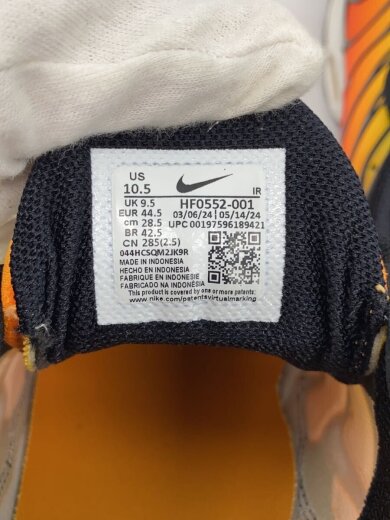 US
10.5
IR
UK 9.5
EUR 44.5
cm 28.5
BR 42.5
CN 285(2.5)
HF0552-001
03/06/24 | 05/14/24
UPC 00197596189421
044HCSQM2JK9R
MADE IN INDONESIA
HECHO EN INDONESIA
FABRIQUE EN INDONESIE
FABRICADO NA INDONESIA
This product is covered by one or more patents.
www.nike.com/patentsvirtualmarking